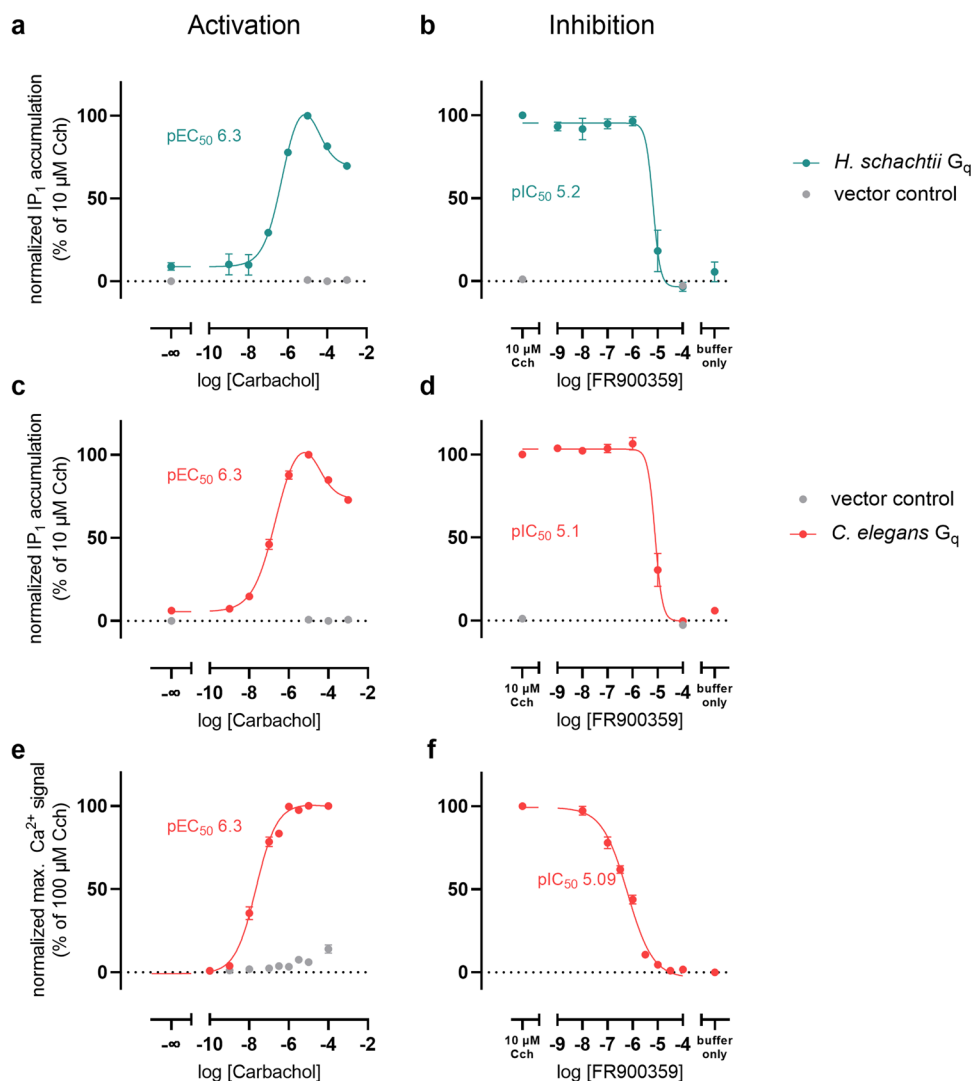 a Activation
b Inhibition
normalized IP₁ accumulation
(% of 10 µM Cch)
100
50
0
pEC₅₀ 6.3
-∞ -10 -8 -6 -4 -2
log [Carbachol]
100
50
0
pIC₅₀ 5.2
10 µM
Cch
-9 -8 -7 -6 -5 -4
buffer
only
log [FR900359]
H. schachtii Gq
vector control
c
normalized IP₁ accumulation
(% of 10 µM Cch)
100
50
0
pEC₅₀ 6.3
-∞ -10 -8 -6 -4 -2
log [Carbachol]
d
100
50
0
pIC₅₀ 5.1
10 µM
Cch
-9 -8 -7 -6 -5 -4
buffer
only
log [FR900359]
vector control
C. elegans Gq
e
normalized max. Ca²⁺ signal
(% of 100 µM Cch)
100
50
0
pEC₅₀ 6.3
-∞ -10 -8 -6 -4 -2
log [Carbachol]
f
100
50
0
pIC₅₀ 5.09
10 µM
Cch
-9 -8 -7 -6 -5 -4
buffer
only
log [FR900359]